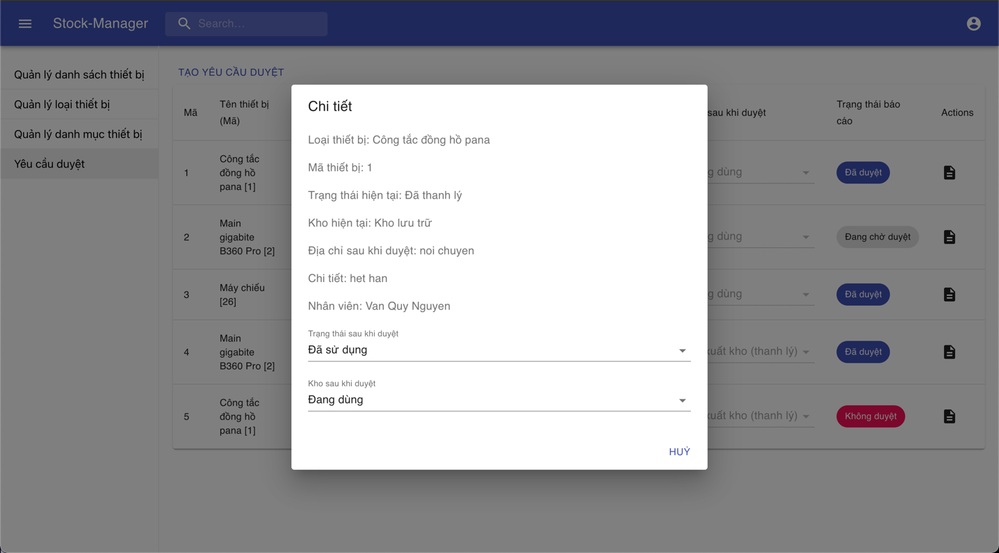 Stock-Manager
Search...
Quản lý danh sách thiết bị
Quản lý loại thiết bị
Quản lý danh mục thiết bị
Yêu cầu duyệt
TẠO YÊU CẦU DUYỆT
Mã
Tên thiết bị
(Mã)
sau khi duyệt
Trạng thái báo
cáo
Actions
1
Công tắc
đồng hồ
pana [1]
g dùng
Đã duyệt
2
Main
gigabite
B360 Pro [2]
g dùng
Đang chờ duyệt
3
Máy chiếu
[26]
g dùng
Đã duyệt
4
Main
gigabite
B360 Pro [2]
xuất kho (thanh lý)
Đã duyệt
5
Công tắc
đồng hồ
pana [1]
xuất kho (thanh lý)
Không duyệt
Chi tiết
Loại thiết bị: Công tắc đồng hồ pana
Mã thiết bị: 1
Trạng thái hiện tại: Đã thanh lý
Kho hiện tại: Kho lưu trữ
Địa chỉ sau khi duyệt: noi chuyen
Chi tiết: het han
Nhân viên: Van Quy Nguyen
Trạng thái sau khi duyệt
Đã sử dụng
Kho sau khi duyệt
Đang dùng
HUỶ